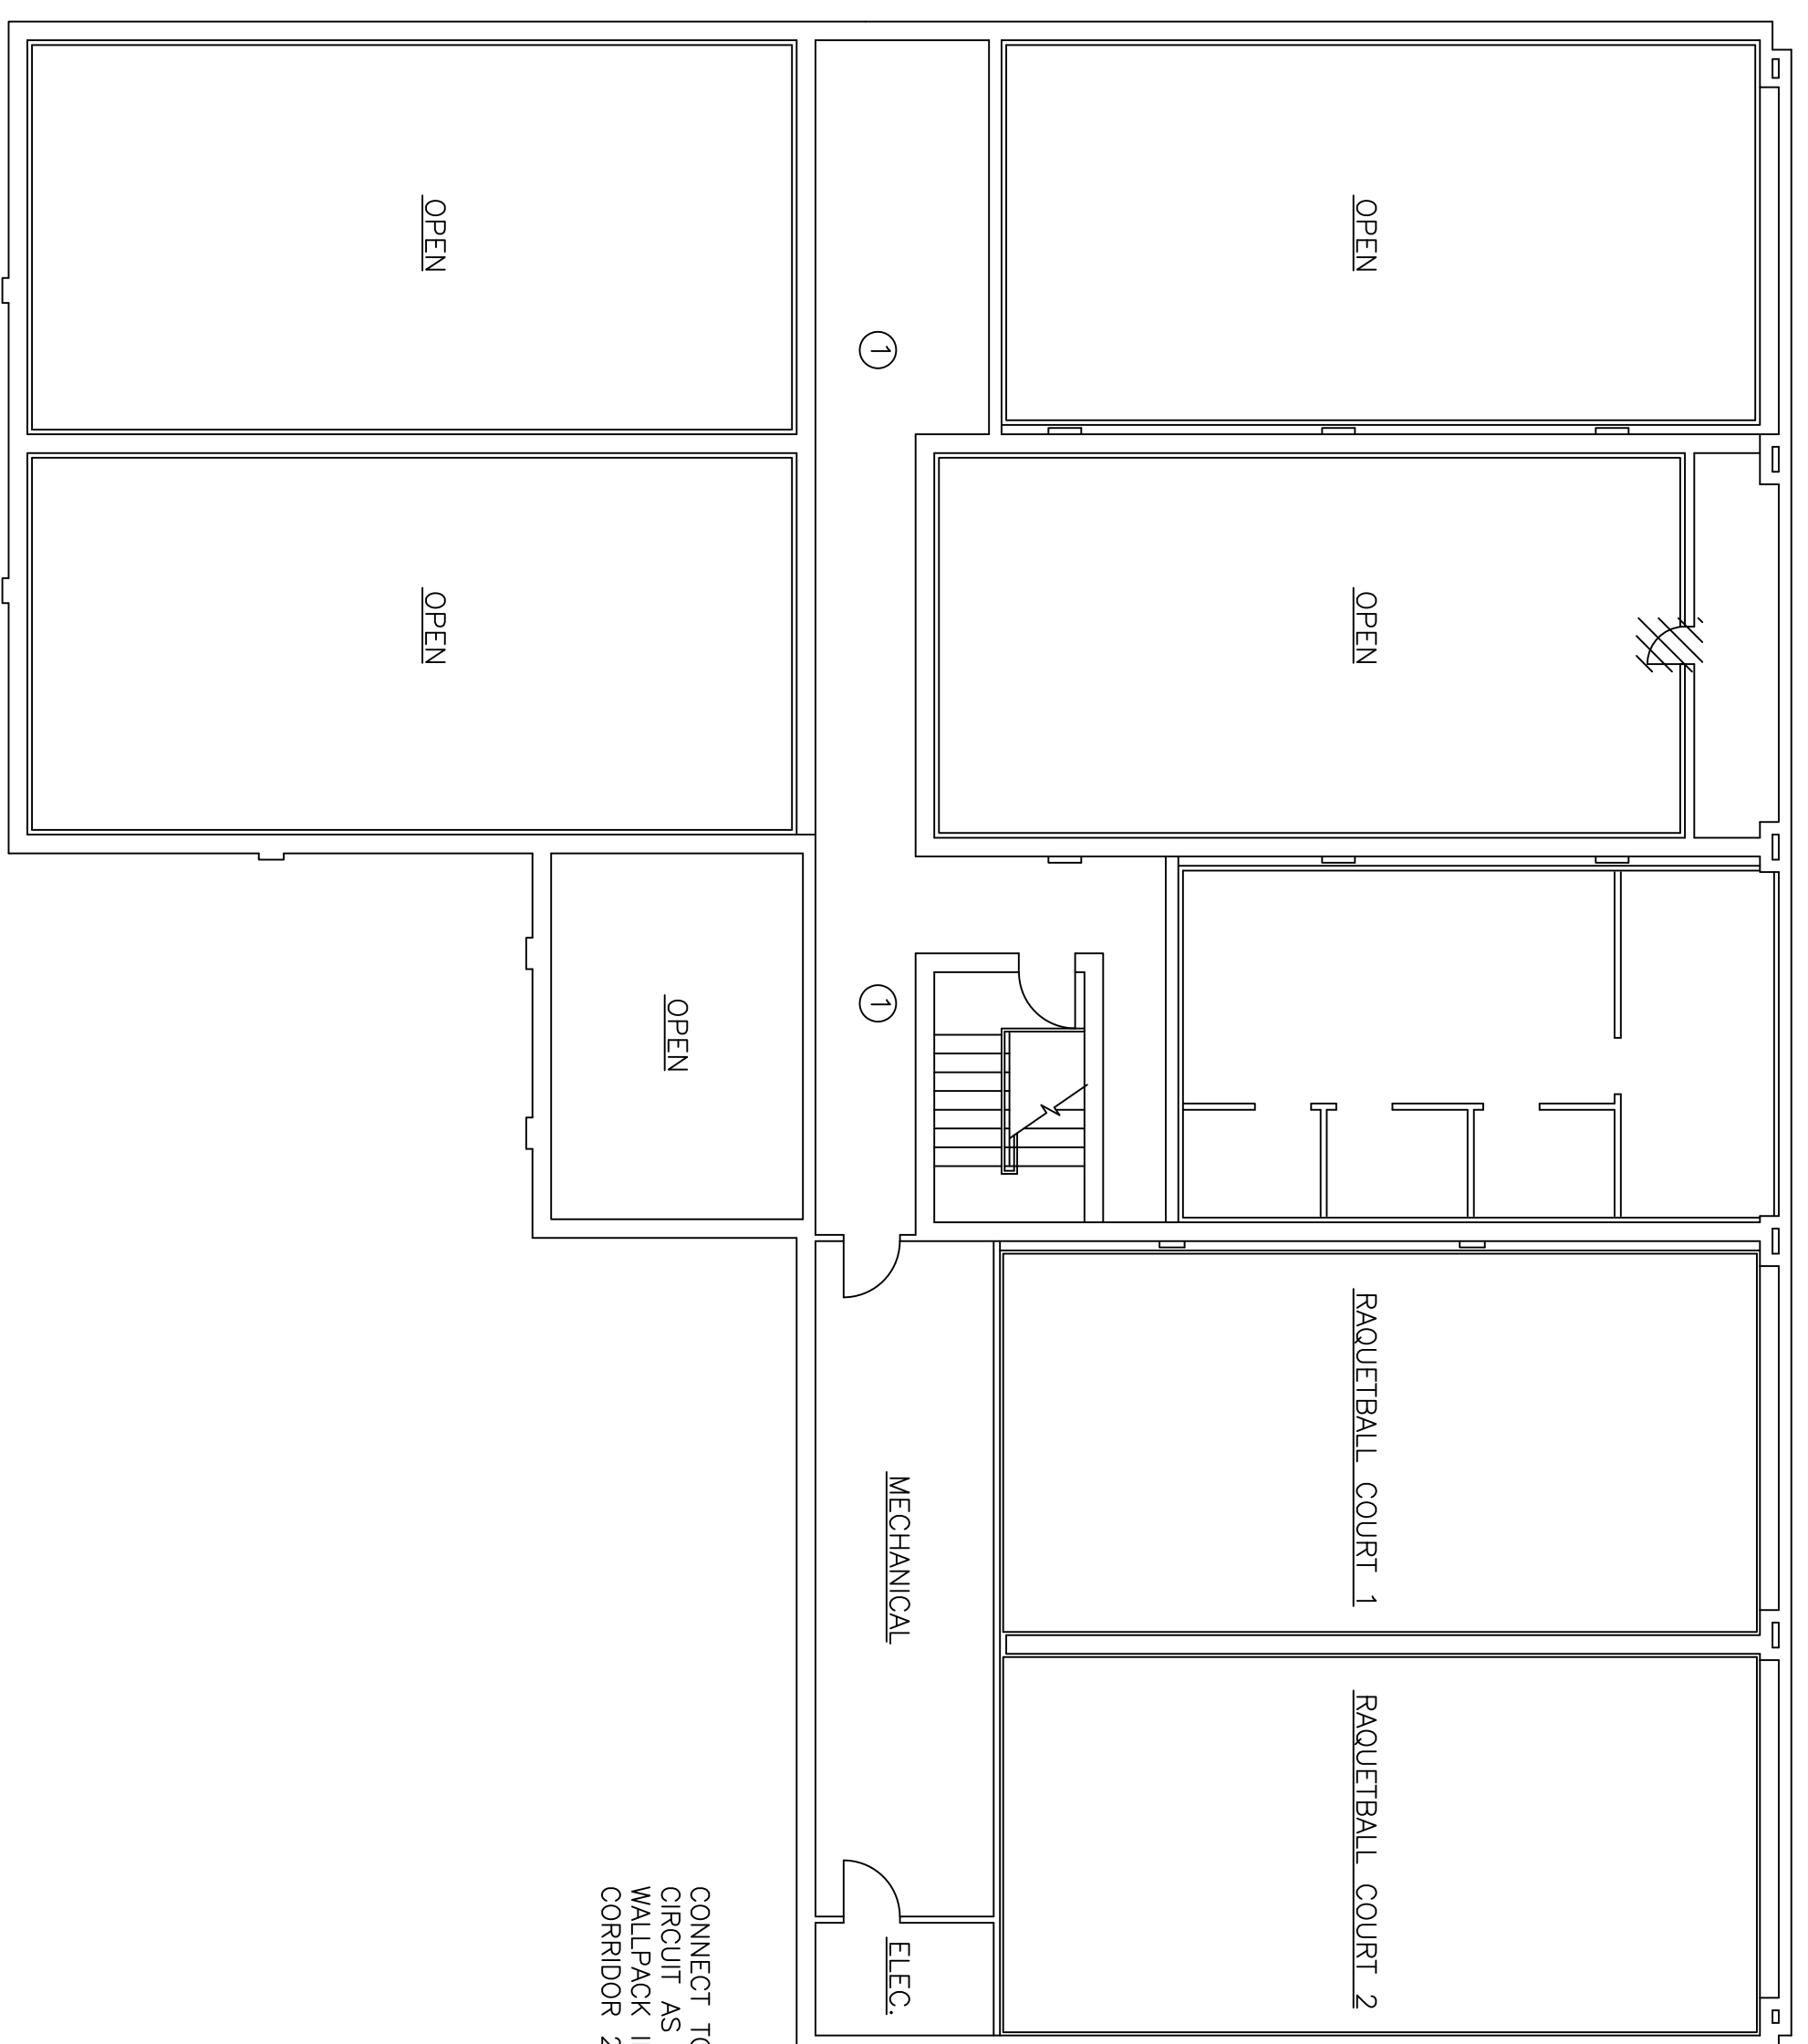 OPEN
OPEN
RAQUETBALL COURT 1
RAQUETBALL COURT 2
1
1
MECHANICAL
ELEC.
OPEN
OPEN
OPEN
CONNECT TO
CIRCUIT AS
WALLPACK
CORRIDOR